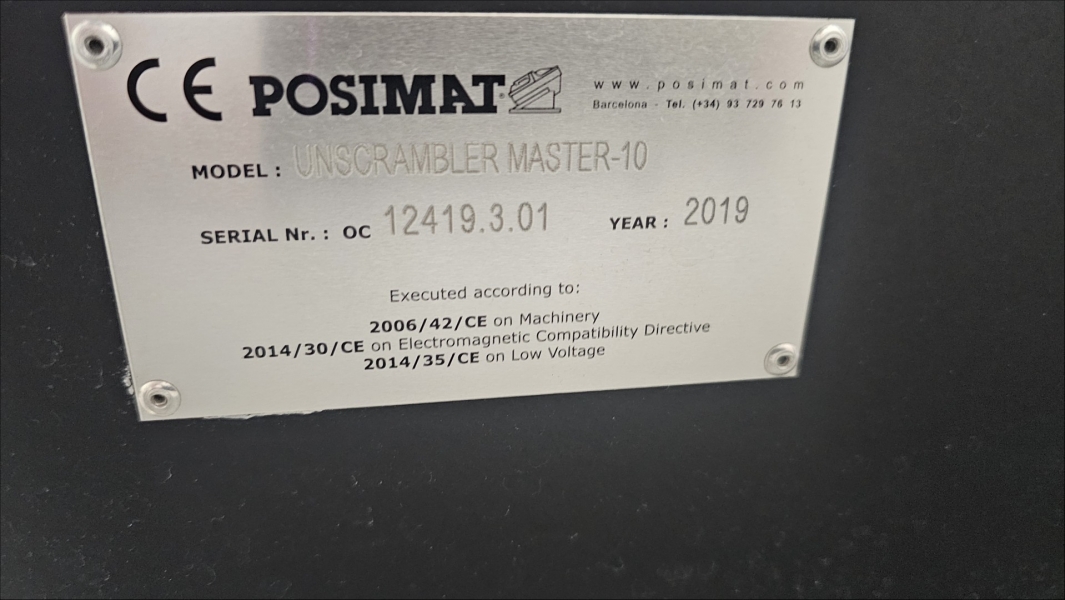 CE POSIMAT® www.posimat.com
Barcelona - Tel. (+34) 93 729 76 13
MODEL : UNSCRAMBLER MASTER-10
SERIAL Nr. : OC 12419.3.01 YEAR : 2019
Executed according to:
2006/42/CE on Machinery
2014/30/CE on Electromagnetic Compatibility Directive
2014/35/CE on Low Voltage